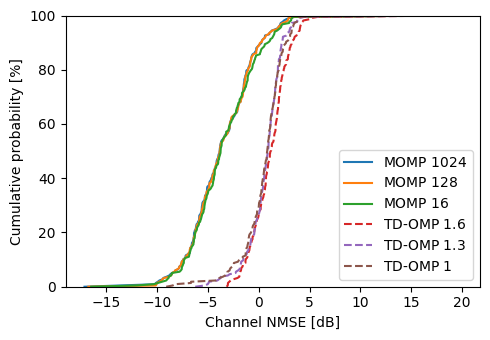 Cumulative probability [%]
100
80
60
40
20
0
MOMP 1024
MOMP 128
MOMP 16
TD-OMP 1.6
TD-OMP 1.3
TD-OMP 1
−15 −10 −5 0 5 10 15 20
Channel NMSE [dB]